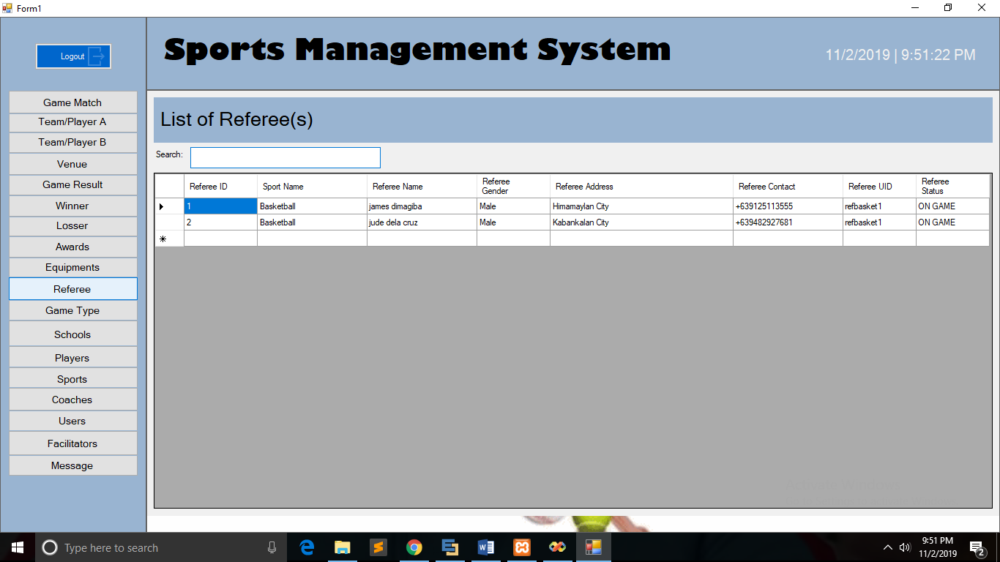 Form1
Logout
Sports Management System
11/2/2019 | 9:51:22 PM
Game Match
Team/Player A
Team/Player B
Venue
Game Result
Winner
Losser
Awards
Equipments
Referee
Game Type
Schools
Players
Sports
Coaches
Users
Facilitators
Message
List of Referee(s)
Search:
Referee ID Sport Name Referee Name Referee Gender Referee Address Referee Contact Referee UID Referee Status
1 Basketball james dimagiba Male Himamaylan City +639125113555 refbasket1 ON GAME
2 Basketball jude dela cruz Male Kabankalan City +639482927681 refbasket1 ON GAME
Activate Windows
Type here to search
9:51 PM
11/2/2019
2